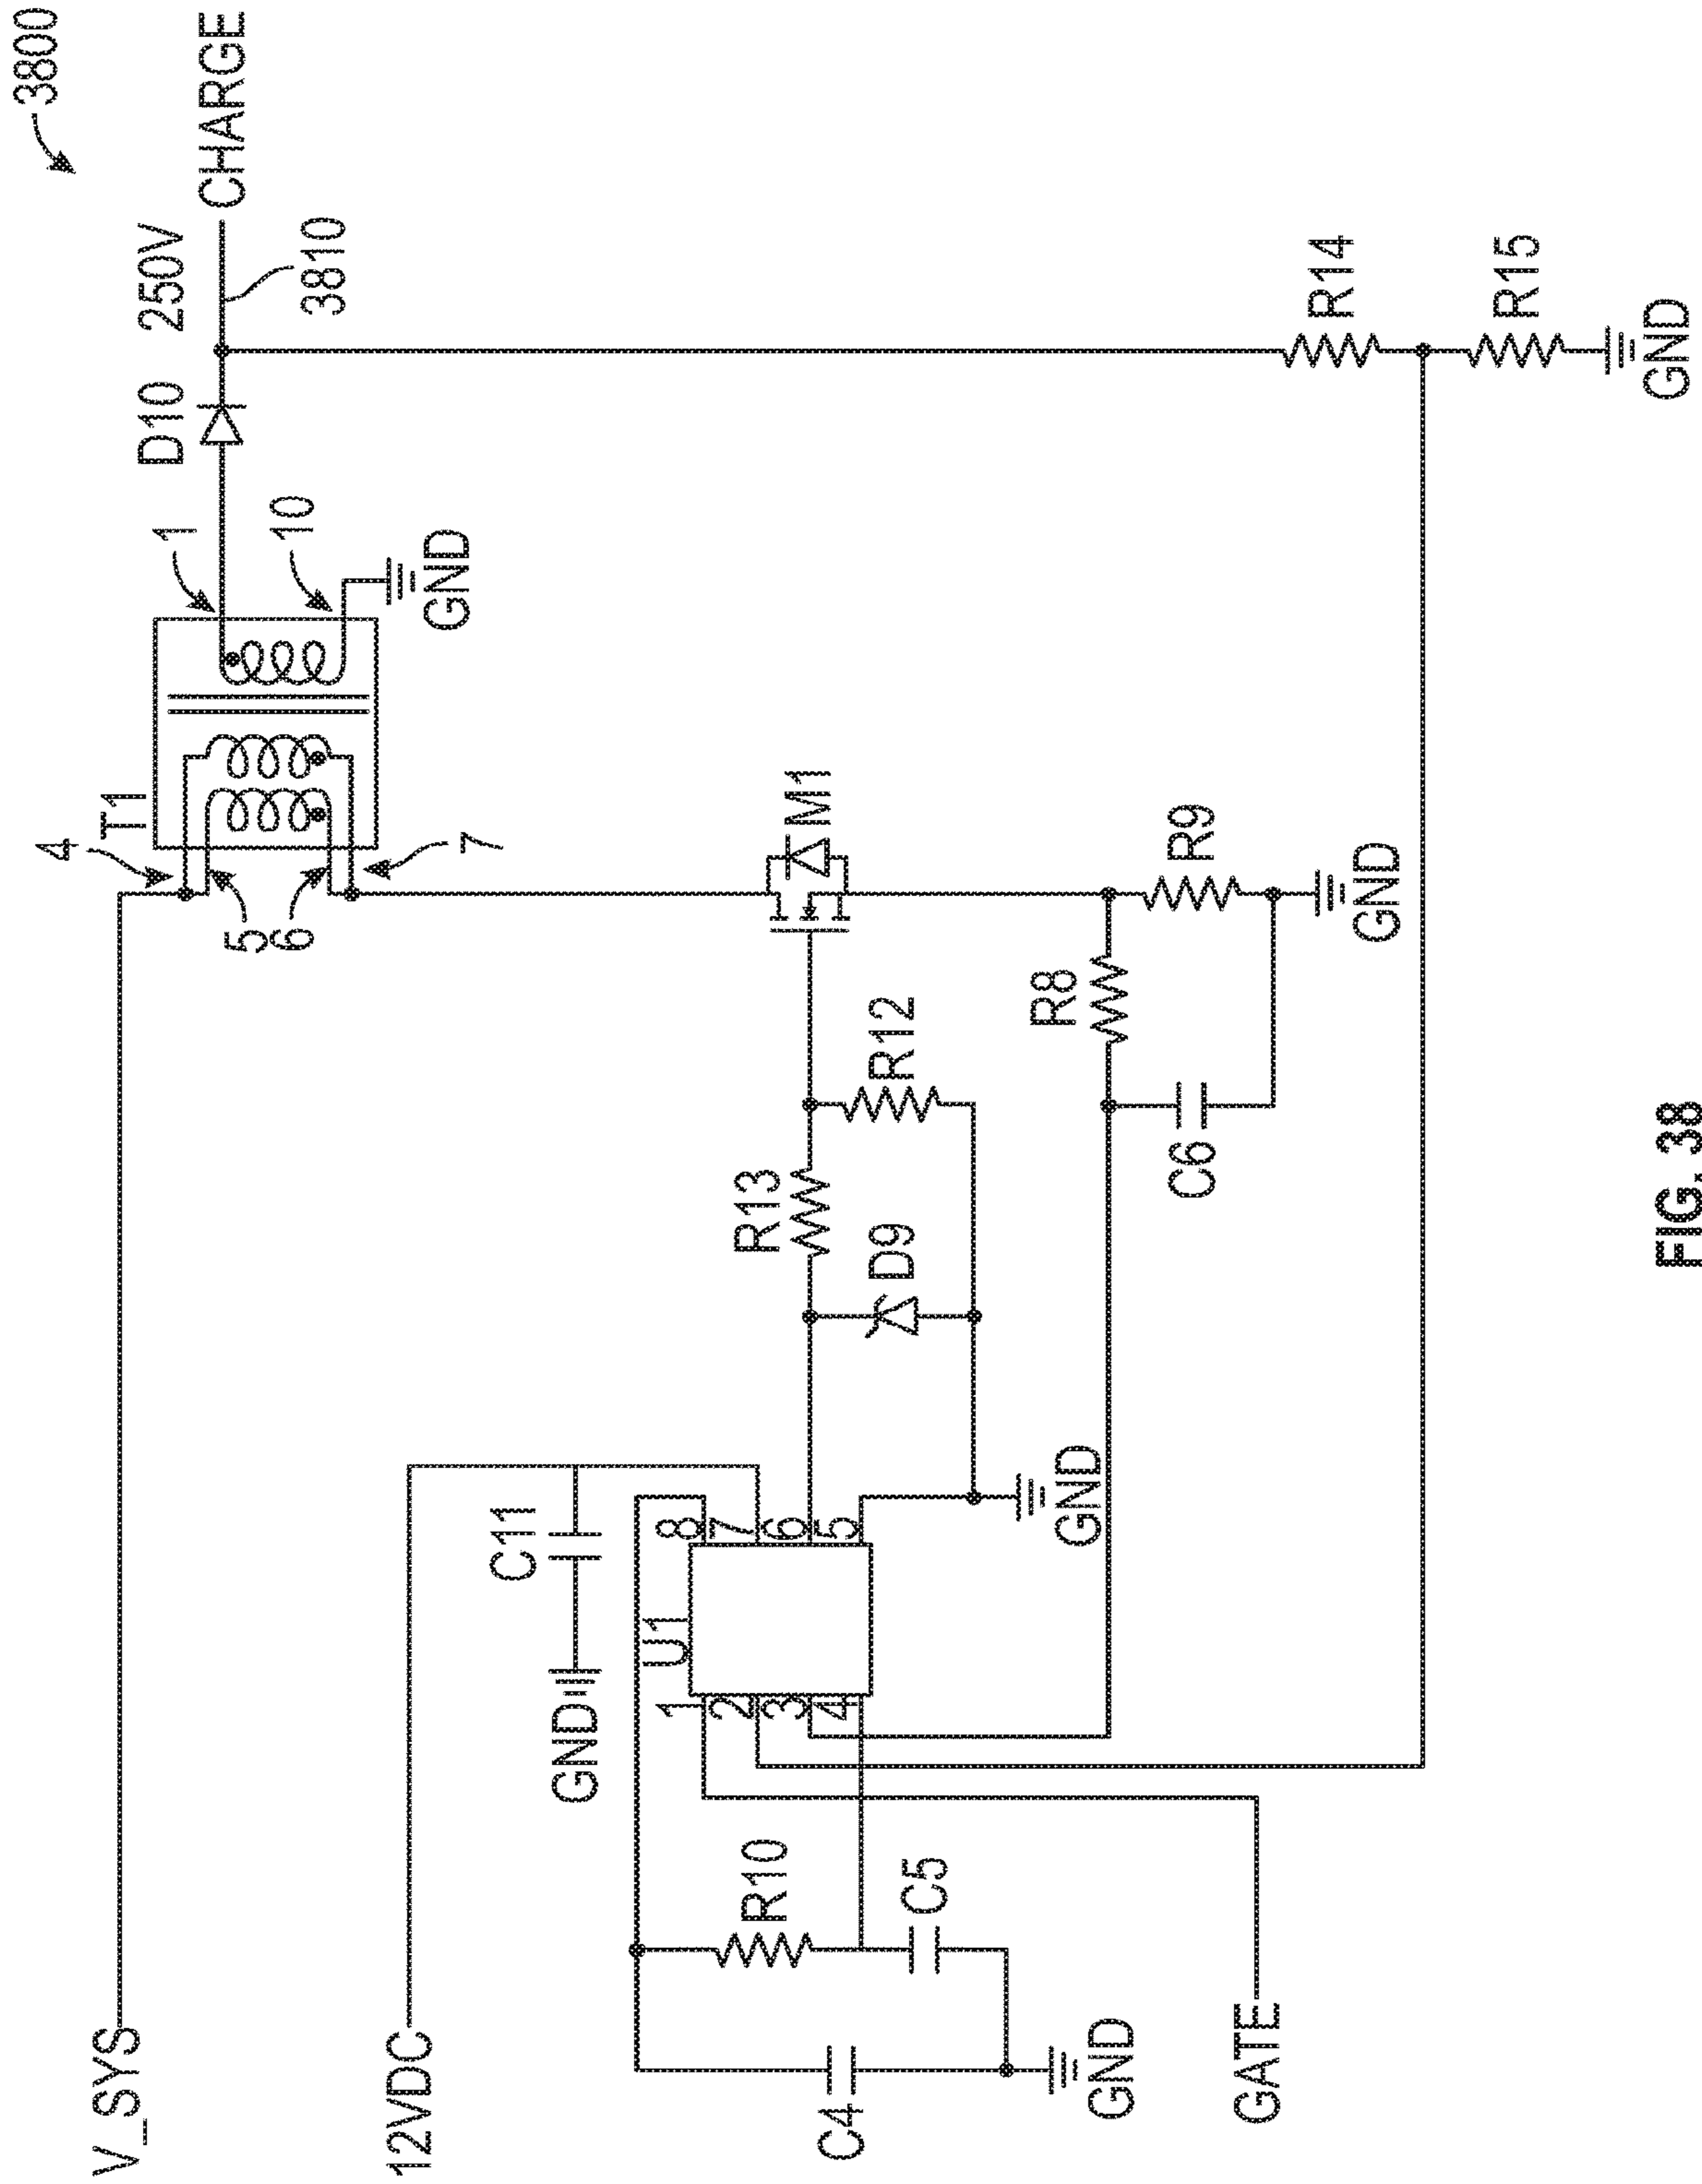 3800
V_SYS
4
T1
5
6
7
1
10
D10
250V
CHARGE
3810
GND
12VDC
C11
GND
U1
1
2
3
4
8
7
6
5
R13
D9
R12
M1
GND
R10
C5
C4
GND
R8
C6
R9
GND
GATE
R14
R15
GND
FIG. 38